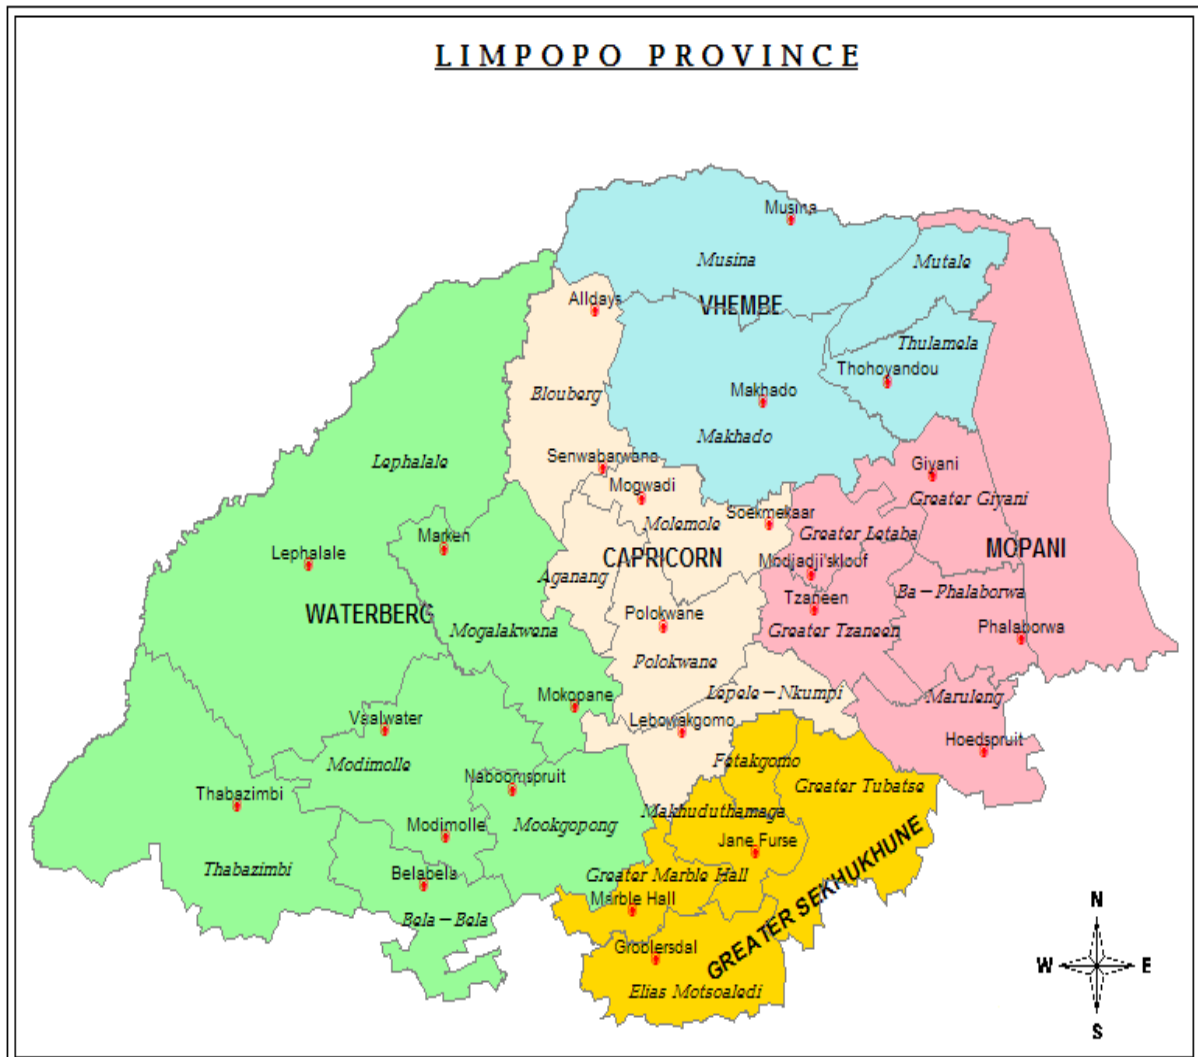 LIMPOPO PROVINCE
Musina
Musina
Mutale
Alldays
VHEMBE
Thulamela
Thohoyandou
Blouberg
Makhado
Makhado
Lephalale
Senwabarwana
Giyani
Mogwadi
Greater Giyani
Soekmekaar
Molemole
Greater Letaba
Marken
Lephalale
CAPRICORN
MOPANI
Modjadji'skloof
Aganang
Ba-Phalaborwa
Tzaneen
WATERBERG
Polokwane
Mogalakwena
Greater Tzaneen
Phalaborwa
Polokwane
Mokopane
Lepele-Nkumpi
Maruleng
Vaalwater
Lebowakgomo
Hoedspruit
Modimolle
Fetakgomo
Naboomspruit
Greater Tubatse
Thabazimbi
Makhuduthamaga
Modimolle
Mookgopong
Jane Furse
Thabazimbi
Belabela
Greater Marble Hall
Marble Hall
Bela-Bela
GREATER SEKHUKHUNE
Groblersdal
Elias Motsoaledi
N
W E
S